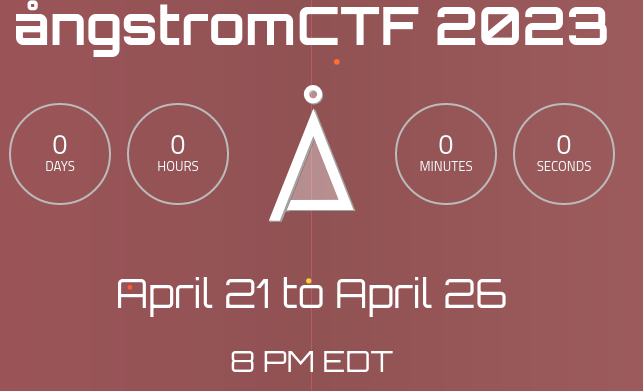 ångstromCTF 2023
0 0 0 0
DAYS HOURS MINUTES SECONDS
April 21 to April 26
8 PM EDT